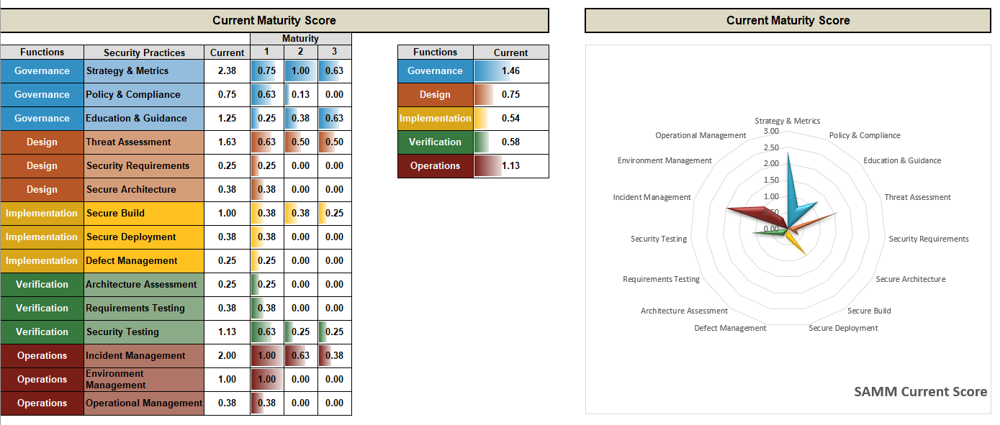 Current Maturity Score
Maturity
Functions Security Practices Current 1 2 3
Governance Strategy & Metrics 2.38 0.75 1.00 0.63
Governance Policy & Compliance 0.75 0.63 0.13 0.00
Governance Education & Guidance 1.25 0.25 0.38 0.63
Design Threat Assessment 1.63 0.63 0.50 0.50
Design Security Requirements 0.25 0.25 0.00 0.00
Design Secure Architecture 0.38 0.38 0.00 0.00
Implementation Secure Build 1.00 0.38 0.38 0.25
Implementation Secure Deployment 0.38 0.38 0.00 0.00
Implementation Defect Management 0.25 0.25 0.00 0.00
Verification Architecture Assessment 0.25 0.25 0.00 0.00
Verification Requirements Testing 0.38 0.38 0.00 0.00
Verification Security Testing 1.13 0.63 0.25 0.25
Operations Incident Management 2.00 1.00 0.63 0.38
Operations Environment
Management 1.00 1.00 0.00 0.00
Operations Operational Management 0.38 0.38 0.00 0.00
Functions Current
Governance 1.46
Design 0.75
Implementation 0.54
Verification 0.58
Operations 1.13
Current Maturity Score
Strategy & Metrics
Policy & Compliance
Education & Guidance
Threat Assessment
Security Requirements
Secure Architecture
Secure Build
Secure Deployment
Defect Management
Architecture Assessment
Requirements Testing
Security Testing
Incident Management
Environment Management
Operational Management
3.00
2.50
2.00
1.50
1.00
0.50
0.00
SAMM Current Score